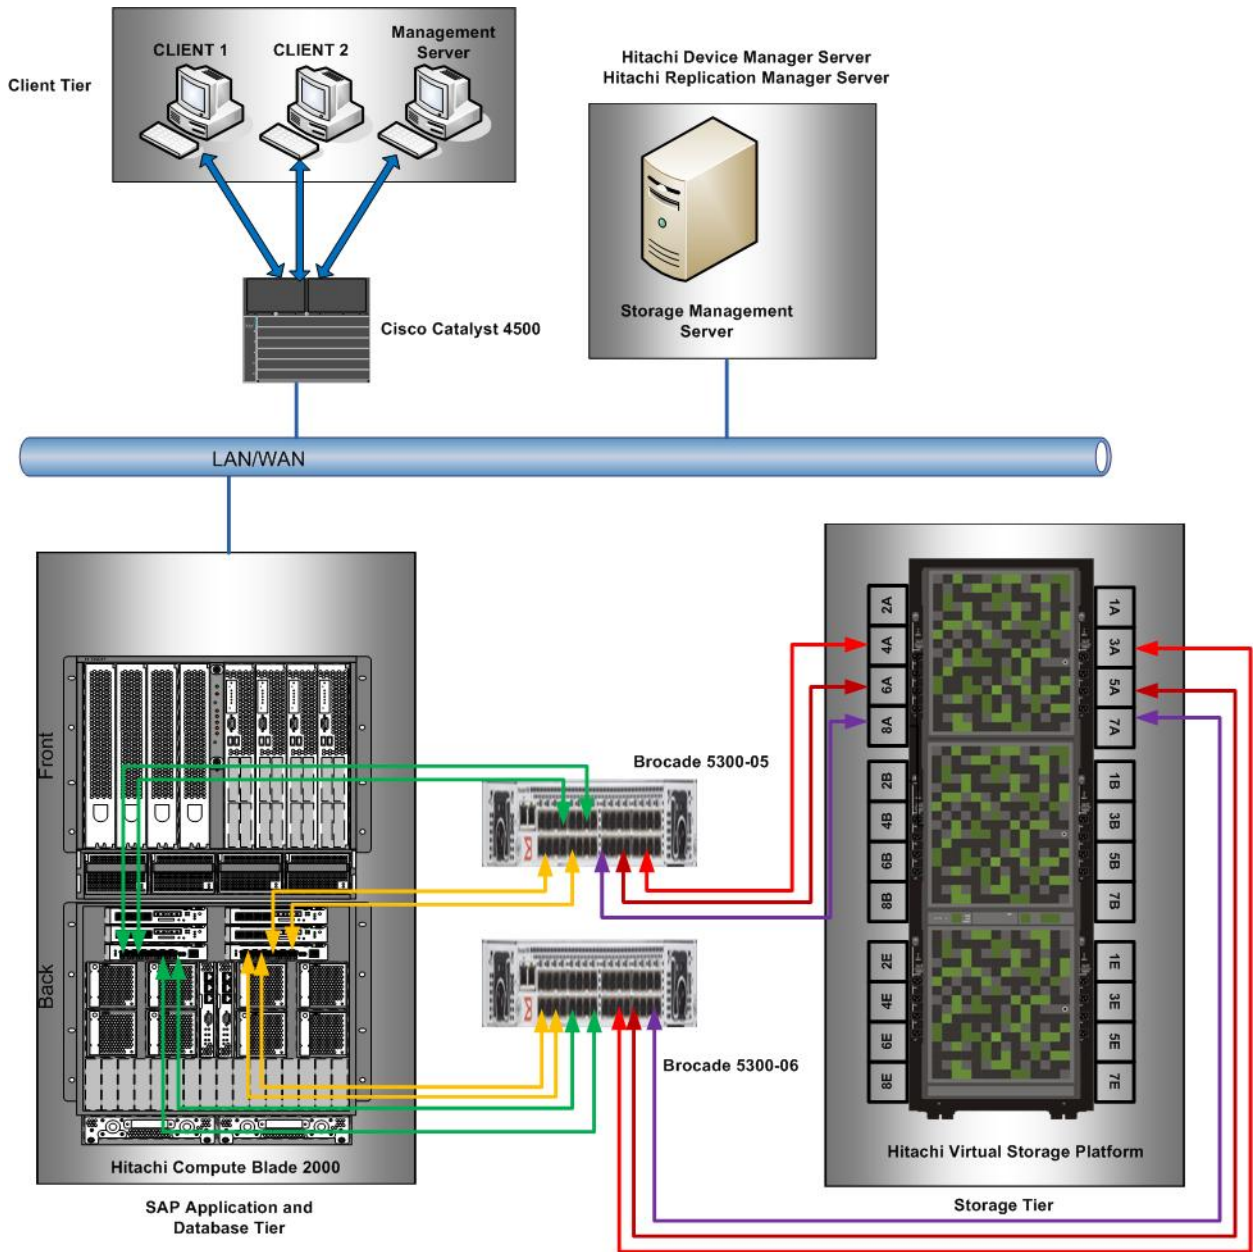 Client Tier
CLIENT 1
CLIENT 2
Management
Server
Hitachi Device Manager Server
Hitachi Replication Manager Server
Storage Management
Server
Cisco Catalyst 4500
LAN/WAN
Front
Back
Hitachi Compute Blade 2000
SAP Application and
Database Tier
Brocade 5300-05
Brocade 5300-06
2A
4A
6A
8A
2B
4B
6B
8B
2E
4E
6E
8E
1A
3A
5A
7A
1B
3B
5B
7B
1E
3E
5E
7E
Hitachi Virtual Storage Platform
Storage Tier